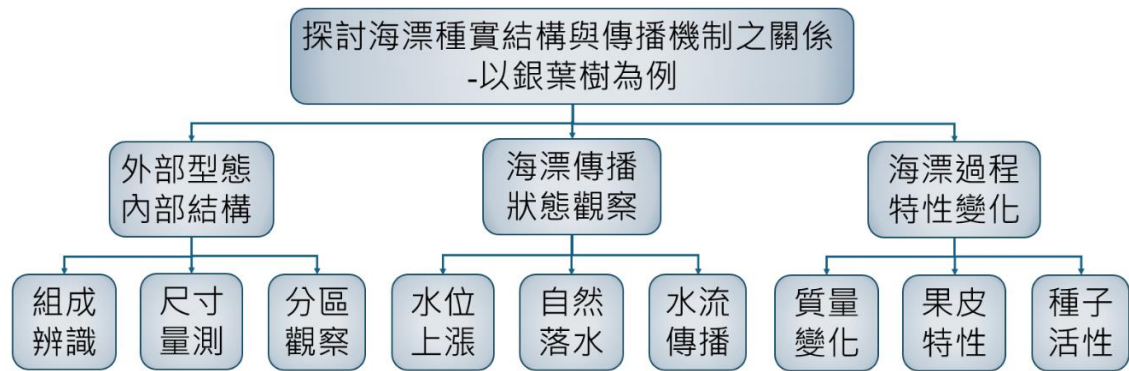 探討海漂種實結構與傳播機制之關係
-以銀葉樹為例
外部型態
內部結構
海漂傳播
狀態觀察
海漂過程
特性變化
組成
辨識
尺寸
量測
分區
觀察
水位
上漲
自然
落水
水流
傳播
質量
變化
果皮
特性
種子
活性